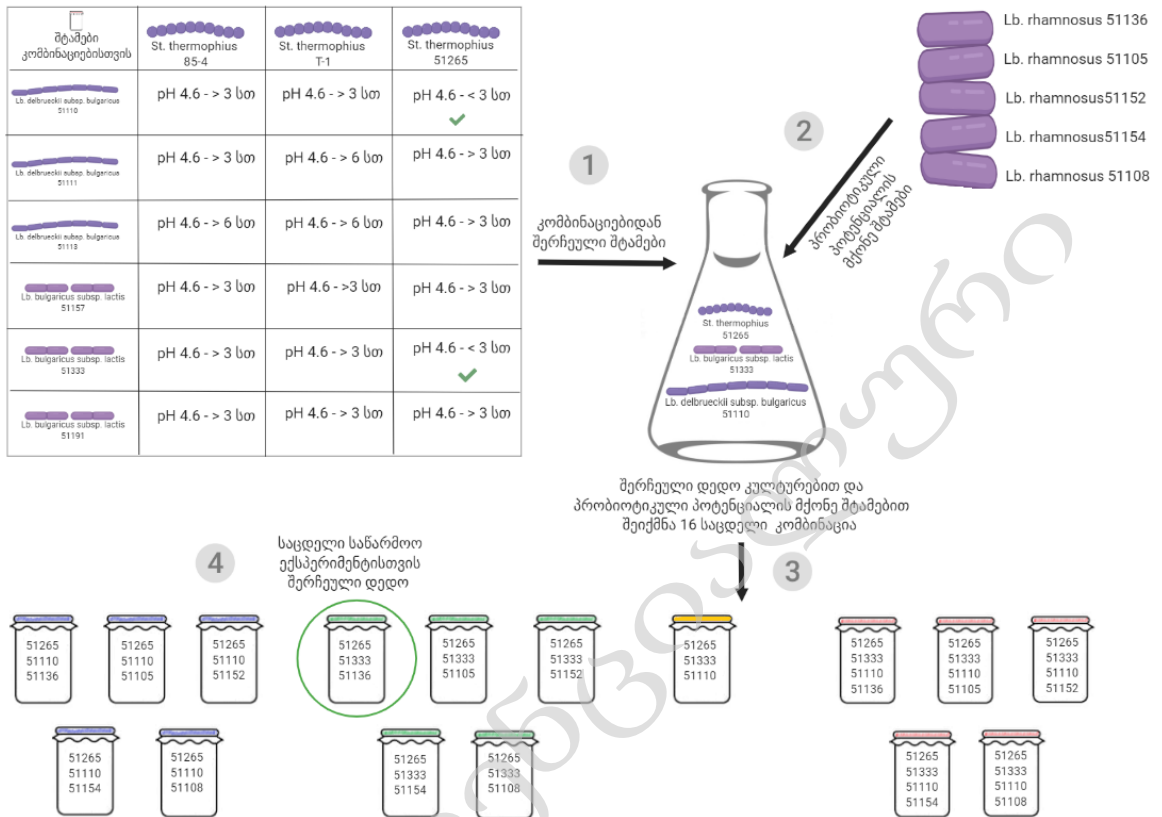 შტამები
კომბინაციებისთვის
St. thermophius
85-4
St. thermophius
T-1
St. thermophius
51265
Lb. delbrueckii subsp. bulgaricus
51110
pH 4.6 - > 3 სთ
pH 4.6 - > 3 სთ
pH 4.6 - < 3 სთ
Lb. delbrueckii subsp. bulgaricus
51111
pH 4.6 - > 3 სთ
pH 4.6 - > 6 სთ
pH 4.6 - > 3 სთ
Lb. delbrueckii subsp. bulgaricus
51113
pH 4.6 - > 6 სთ
pH 4.6 - > 6 სთ
pH 4.6 - > 3 სთ
Lb. bulgaricus subsp. lactis
51157
pH 4.6 - > 3 სთ
pH 4.6 - >3 სთ
pH 4.6 - > 3 სთ
Lb. bulgaricus subsp. lactis
51333
pH 4.6 - > 3 სთ
pH 4.6 - > 3 სთ
pH 4.6 - < 3 სთ
Lb. bulgaricus subsp. lactis
51191
pH 4.6 - > 3 სთ
pH 4.6 - > 3 სთ
pH 4.6 - > 3 სთ
1
კომბინაციებიდან
შერჩეული შტამები
2
პრობიოტიკული
პოტენციალის
მქონე შტამები
Lb. rhamnosus 51136
Lb. rhamnosus 51105
Lb. rhamnosus51152
Lb. rhamnosus51154
Lb. rhamnosus 51108
St. thermophius
51265
Lb. bulgaricus subsp. lactis
51333
Lb. delbrueckii subsp. bulgaricus
51110
შერჩეული დედო კულტურებით და
პრობიოტიკული პოტენციალის მქონე შტამებით
შეიქმნა 16 საცდელი კომბინაცია
3
4
საცდელი საწარმოო
ექსპერიმენტისთვის
შერჩეული დედო
51265
51110
51136
51265
51110
51105
51265
51110
51152
51265
51333
51136
51265
51333
51105
51265
51333
51152
51265
51333
51110
51265
51333
51110
51136
51265
51333
51110
51105
51265
51333
51110
51152
51265
51110
51154
51265
51110
51108
51265
51333
51154
51265
51333
51108
51265
51333
51110
51154
51265
51333
51110
51108